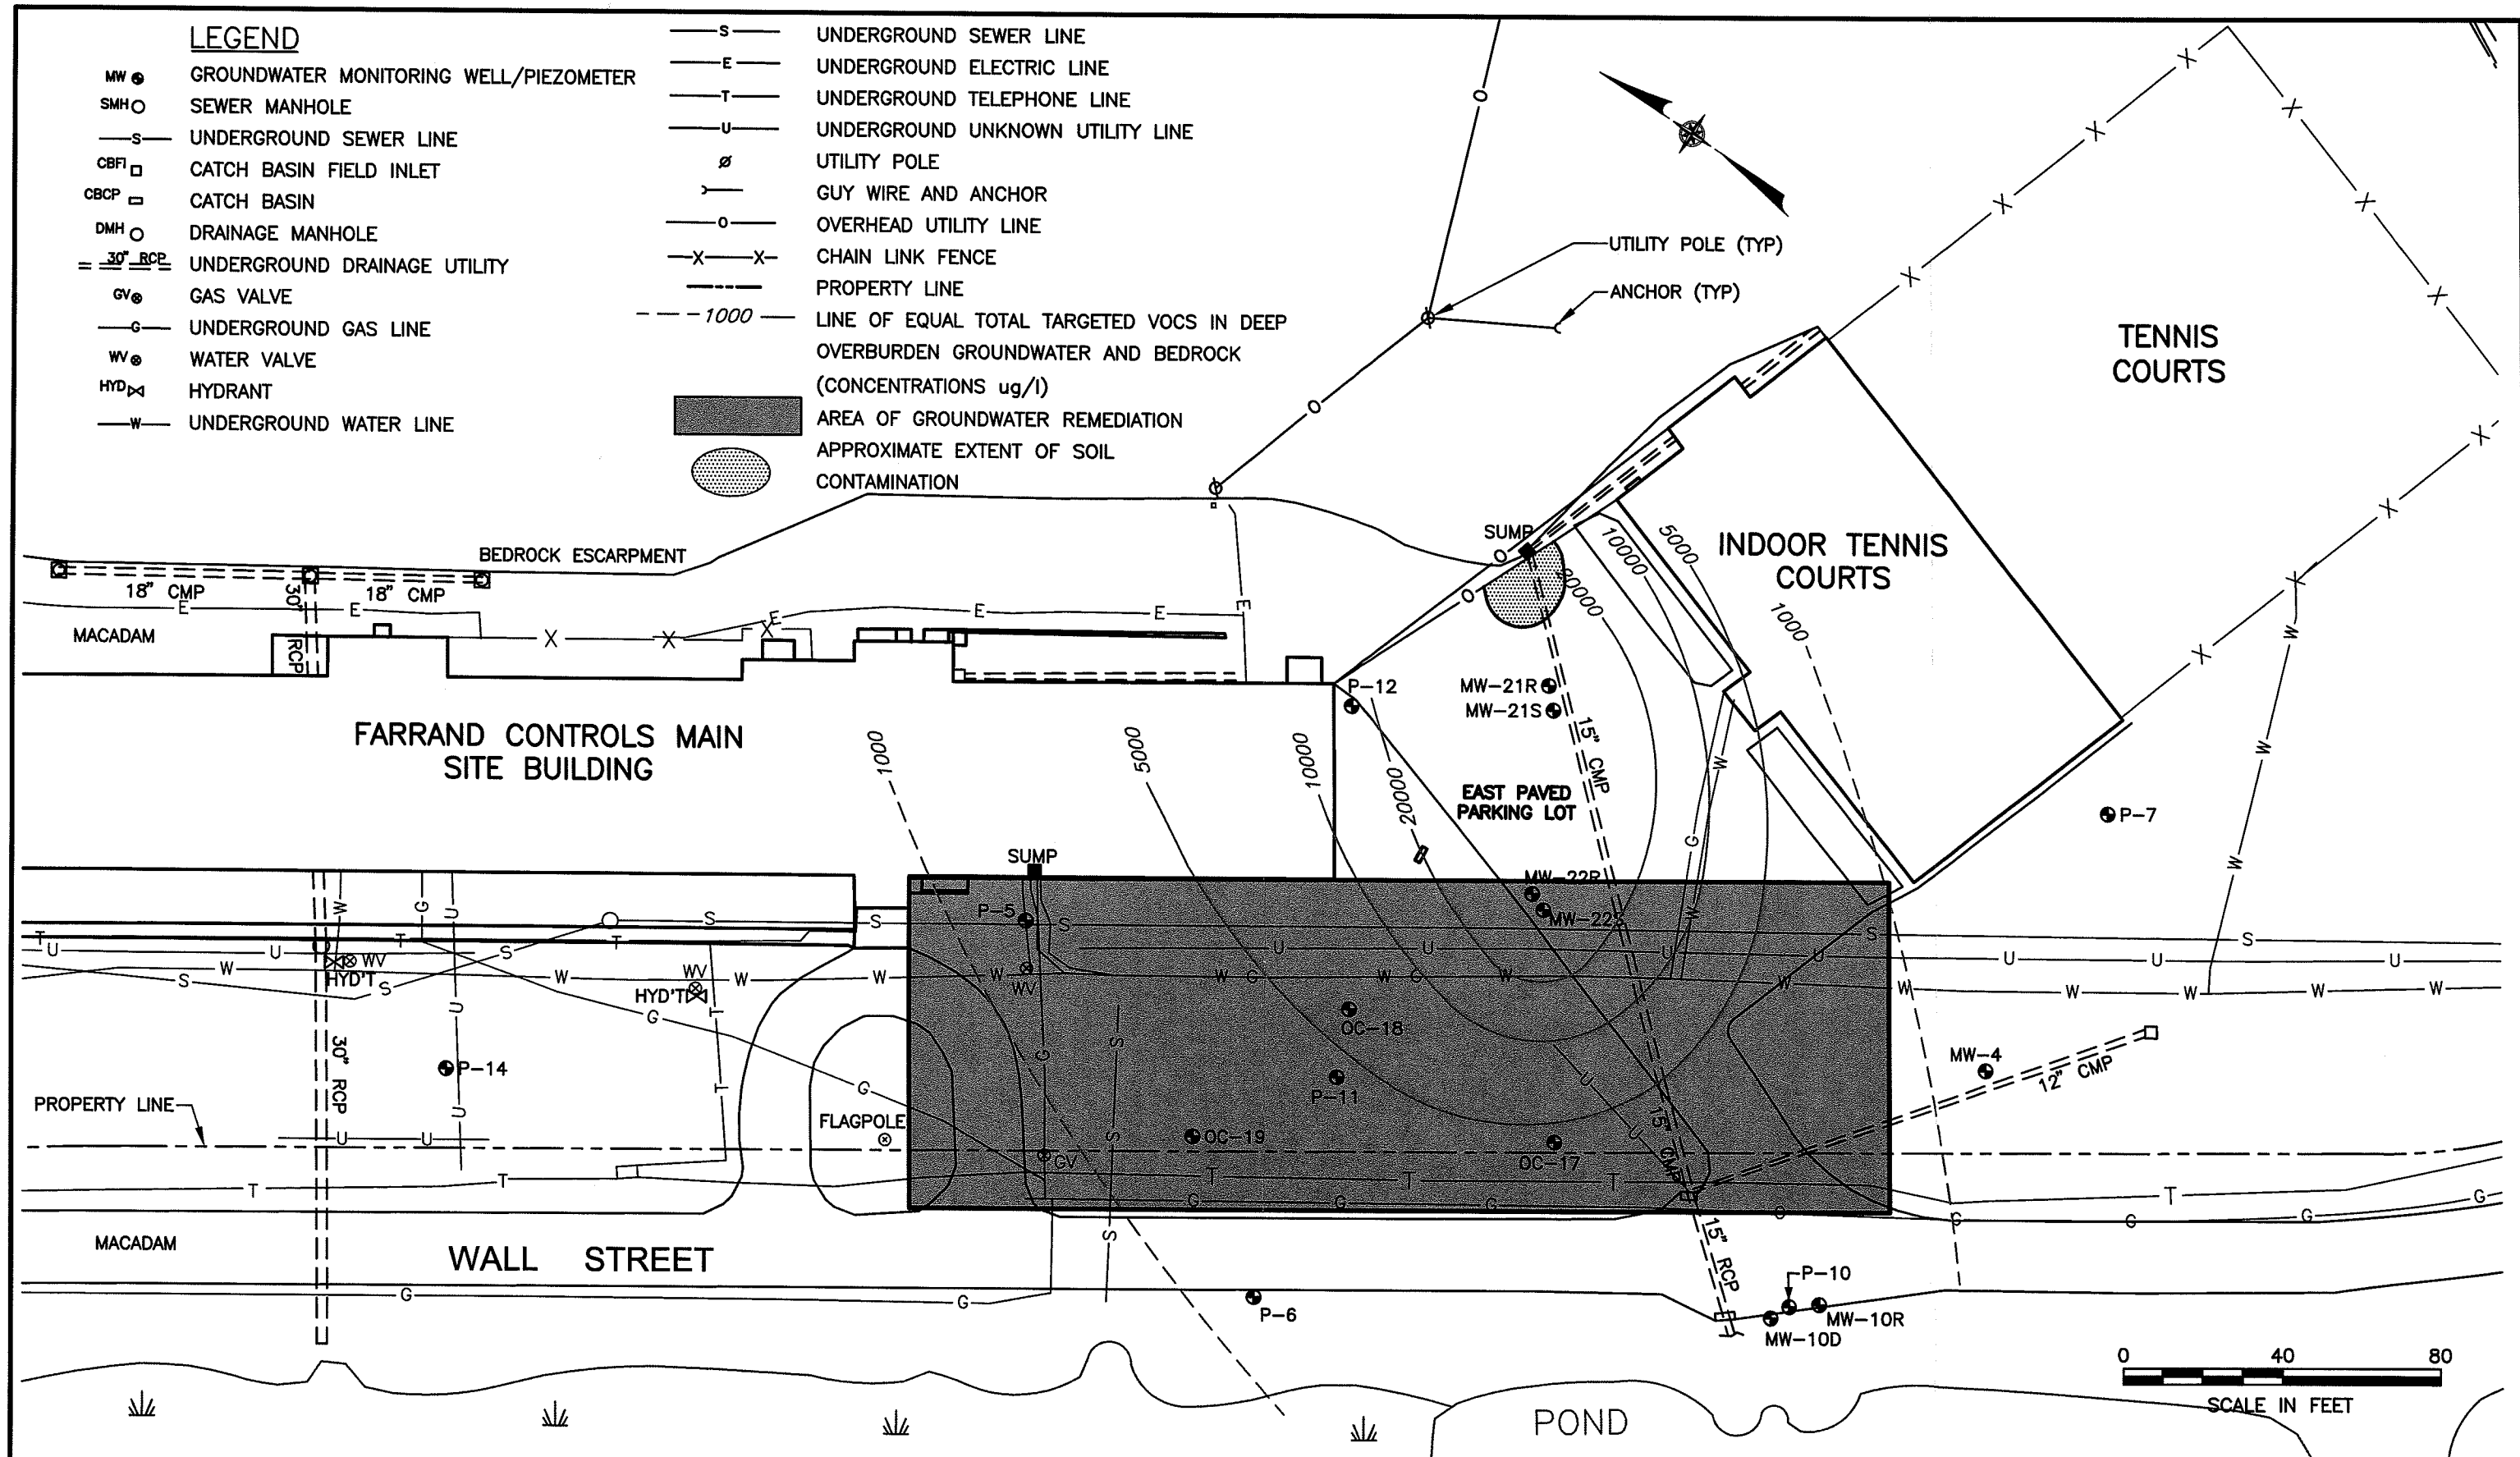 LEGEND
MW GROUNDWATER MONITORING WELL/PIEZOMETER
SMH SEWER MANHOLE
S UNDERGROUND SEWER LINE
CBFI CATCH BASIN FIELD INLET
CBCP CATCH BASIN
DMH DRAINAGE MANHOLE
30" RCP UNDERGROUND DRAINAGE UTILITY
GV GAS VALVE
G UNDERGROUND GAS LINE
WV WATER VALVE
HYD HYDRANT
W UNDERGROUND WATER LINE
S UNDERGROUND SEWER LINE
E UNDERGROUND ELECTRIC LINE
T UNDERGROUND TELEPHONE LINE
U UNDERGROUND UNKNOWN UTILITY LINE
UTILITY POLE
GUY WIRE AND ANCHOR
O OVERHEAD UTILITY LINE
X X CHAIN LINK FENCE
PROPERTY LINE
1000 LINE OF EQUAL TOTAL TARGETED VOCS IN DEEP
OVERBURDEN GROUNDWATER AND BEDROCK
(CONCENTRATIONS ug/l)
AREA OF GROUNDWATER REMEDIATION
APPROXIMATE EXTENT OF SOIL
CONTAMINATION
UTILITY POLE (TYP)
ANCHOR (TYP)
TENNIS
COURTS
INDOOR TENNIS
COURTS
SUMP
10000
5000
1000
BEDROCK ESCARPMENT
18" CMP
30"
RCP
18" CMP
MACADAM
FARRAND CONTROLS MAIN
SITE BUILDING
1000
5000
10000
20000
P-12
MW-21R
MW-21S
15" CMP
EAST PAVED
PARKING LOT
P-7
SUMP
P-5
MW-22R
MW-22S
WV
HYD'T
WV
HYD'T
WV
OC-18
P-11
OC-19
OC-17
GV
P-14
30" RCP
PROPERTY LINE
FLAGPOLE
MW-4
12" CMP
15" CMP
15" RCP
MACADAM
WALL STREET
P-6
P-10
MW-10R
MW-10D
POND
0 40 80
SCALE IN FEET